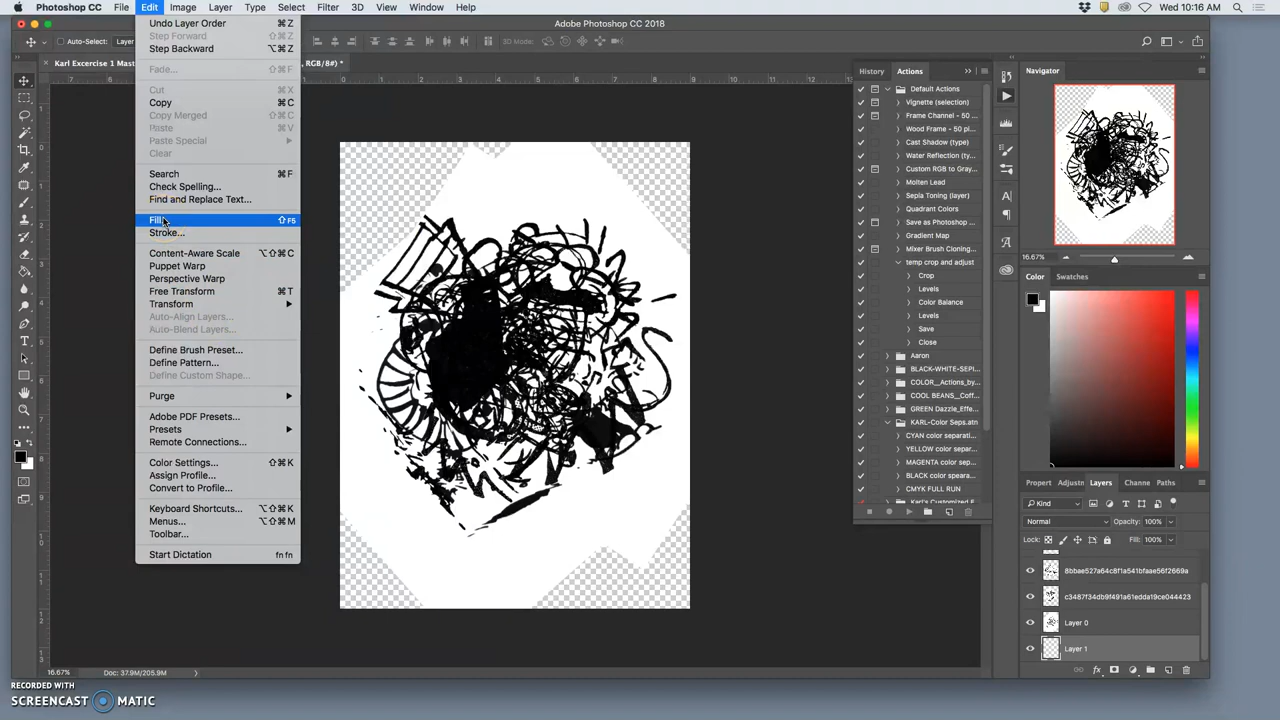 Photoshop CC File Edit Image Layer Type Select Filter 3D View Window Help Wed 10:16 AM
Adobe Photoshop CC 2018
Auto-Select: Layer
3D Mode:
Karl Excercise 1 Mast
, RGB/8#) *
Undo Layer Order ⌘Z
Step Forward ⇧⌘Z
Step Backward ⌥⌘Z
Fade...
Cut ⌘X
Copy ⌘C
Copy Merged ⇧⌘C
Paste ⌘V
Paste Special
Clear
Search ⌘F
Check Spelling...
Find and Replace Text...
Fill... ⇧F5
Stroke...
Content-Aware Scale ⌥⇧⌘C
Puppet Warp
Perspective Warp
Free Transform ⌘T
Transform
Auto-Align Layers...
Auto-Blend Layers...
Define Brush Preset...
Define Pattern...
Define Custom Shape...
Purge
Adobe PDF Presets...
Presets
Remote Connections...
Color Settings... ⇧⌘K
Assign Profile...
Convert to Profile...
Keyboard Shortcuts... ⌥⇧⌘K
Menus... ⌥⇧⌘M
Toolbar...
Start Dictation fn fn
History Actions
Default Actions
Vignette (selection)
Frame Channel - 50 ...
Wood Frame - 50 pi...
Cast Shadow (type)
Water Reflection (ty...
Custom RGB to Gray...
Molten Lead
Sepia Toning (layer)
Quadrant Colors
Save as Photoshop ...
Gradient Map
Mixer Brush Cloning...
temp crop and adjust
Crop
Levels
Color Balance
Levels
Save
Close
Aaron
BLACK-WHITE-SEPI...
COLOR__Actions_by...
COOL BEANS__Coff...
GREEN Dazzle_Effe...
KARL-Color Seps.atn
CYAN color separati...
YELLOW color separ...
MAGENTA color sep...
BLACK color speara...
CMYK FULL RUN
Karl's Customized E
Navigator
16.67%
Color Swatches
Propert Adjustn Layers Channe Paths
Kind
Normal Opacity: 100%
Lock: Fill: 100%
8bbae527a64c8f1a541bfaae56f2669a
c3487f34db9f491a61edda19ce044423
Layer 0
Layer 1
16.67% Doc: 37.9M/205.9M
RECORDED WITH
SCREENCAST MATIC